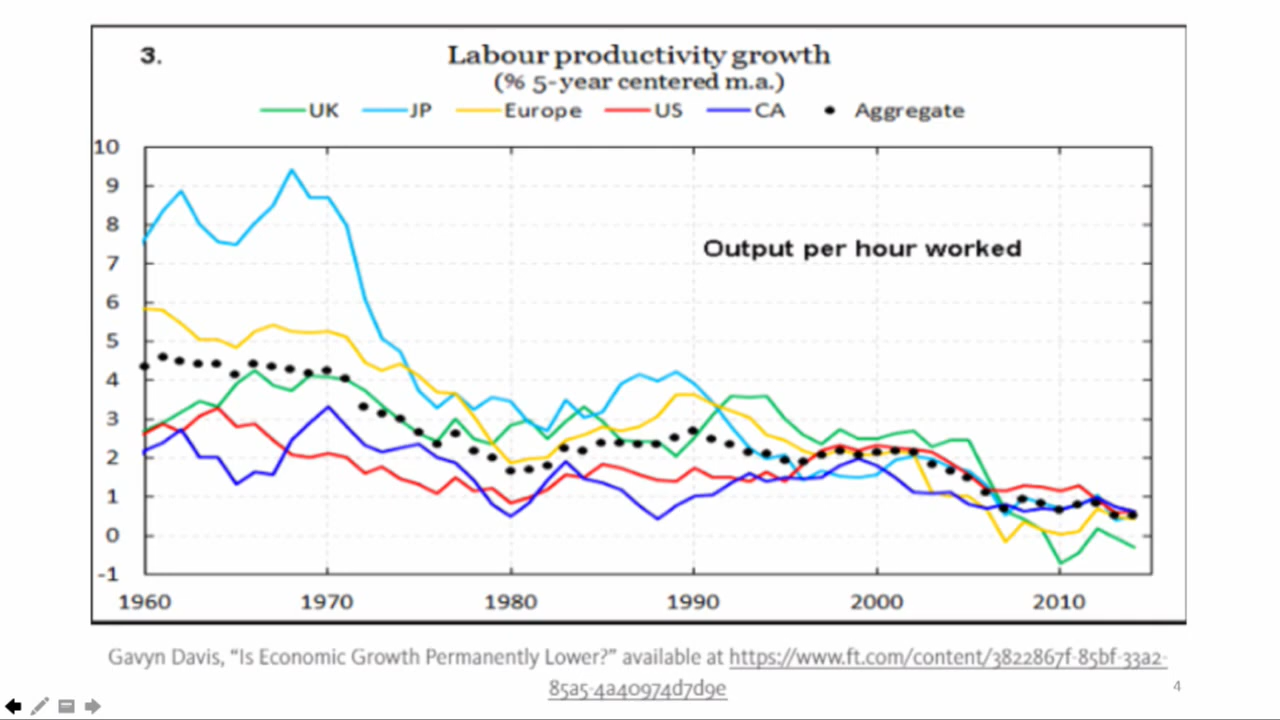 3.
Labour productivity growth
(% 5-year centered m.a.)
UK JP Europe US CA Aggregate
10
9
8
7
6
5
4
3
2
1
0
-1
Output per hour worked
1960 1970 1980 1990 2000 2010
Gavyn Davis, “Is Economic Growth Permanently Lower?” available at https://www.ft.com/content/3822867f-85bf-33a2-
85a5-4a40974d7d9e
4